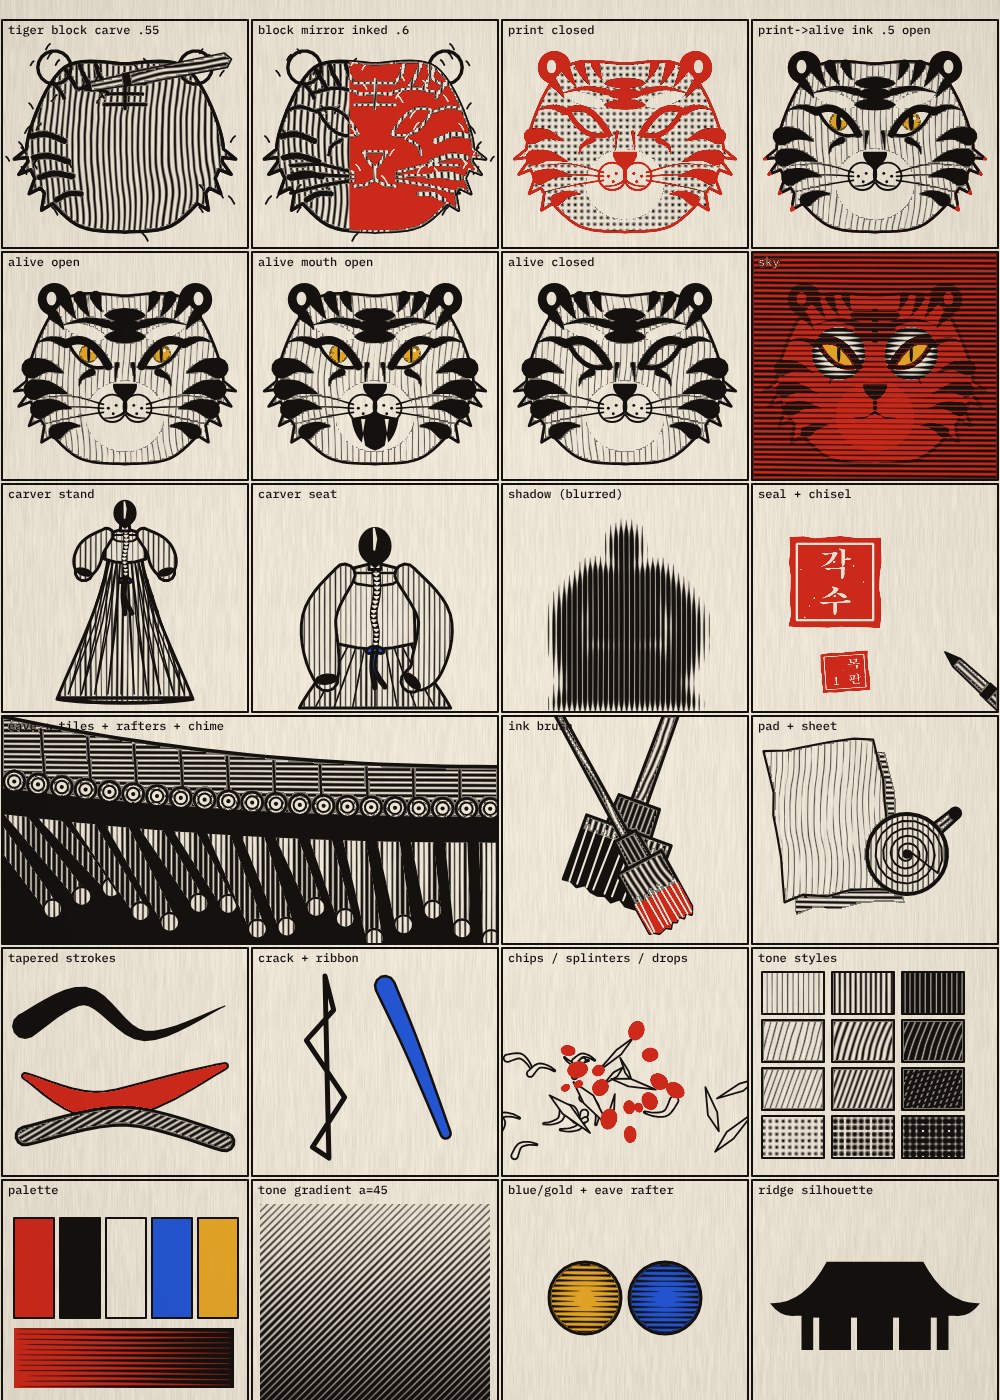 tiger block carve .55
block mirror inked .6
print closed
print->alive ink .5 open
alive open
alive mouth open
alive closed
sky
carver stand
carver seat
shadow (blurred)
seal + chisel
각
수
목
1 판
eave + tiles + rafters + chime
ink brush
pad + sheet
tapered strokes
crack + ribbon
chips / splinters / drops
tone styles
palette
tone gradient a=45
blue/gold + eave rafter
ridge silhouette